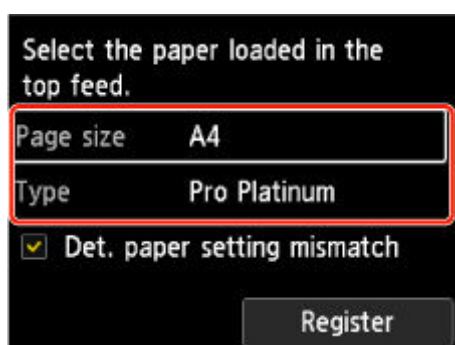 Select the paper loaded in the
top feed.
Page size A4
Type Pro Platinum
Det. paper setting mismatch
Register